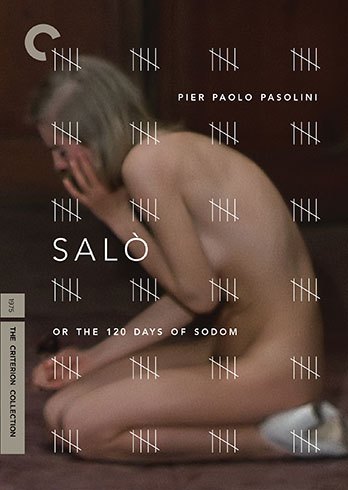 PIER PAOLO PASOLINI
SALÒ
OR THE 120 DAYS OF SODOM
1975
THE CRITERION COLLECTION